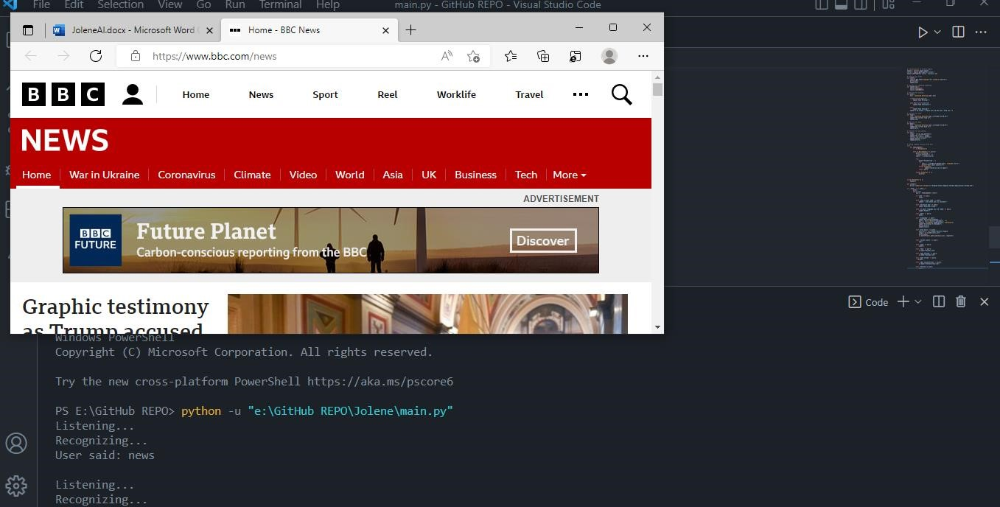 File Edit Selection View Go Run Terminal Help main.py - GitHub REPO - Visual Studio Code
JoleneAI.docx - Microsoft Word Home - BBC News
https://www.bbc.com/news
BBC Home News Sport Reel Worklife Travel
NEWS
Home War in Ukraine Coronavirus Climate Video World Asia UK Business Tech More
ADVERTISEMENT
BBC
FUTURE
Future Planet
Carbon-conscious reporting from the BBC
Discover
Graphic testimony
as Trump accused
Code
Windows PowerShell
Copyright (C) Microsoft Corporation. All rights reserved.
Try the new cross-platform PowerShell https://aka.ms/pscore6
PS E:\GitHub REPO> python -u "e:\GitHub REPO\Jolene\main.py"
Listening...
Recognizing...
User said: news
Listening...
Recognizing...